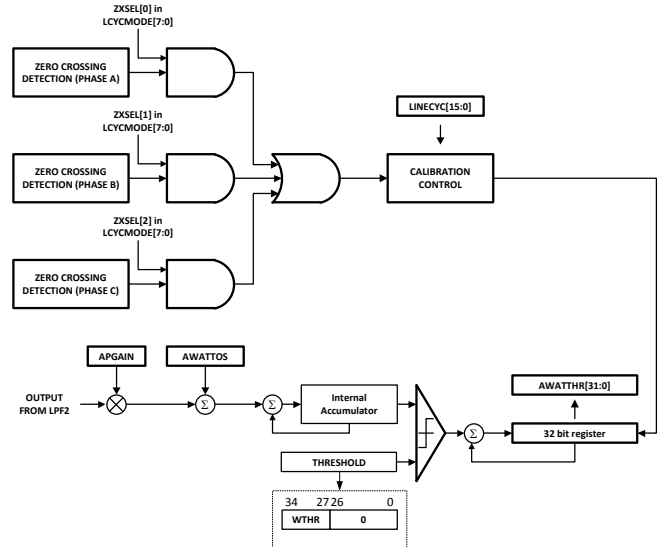 ZXSEL[0] in
LCYCMODE[7:0]
ZERO CROSSING
DETECTION (PHASE A)
ZXSEL[1] in
LCYCMODE[7:0]
ZERO CROSSING
DETECTION (PHASE B)
ZXSEL[2] in
LCYCMODE[7:0]
ZERO CROSSING
DETECTION (PHASE C)
LINECYC[15:0]
CALIBRATION
CONTROL
APGAIN
AWATTOS
OUTPUT
FROM LPF2
Σ
Σ
Internal
Accumulator
THRESHOLD
34 27 26 0
WTHR 0
Σ
AWATTHR[31:0]
32 bit register